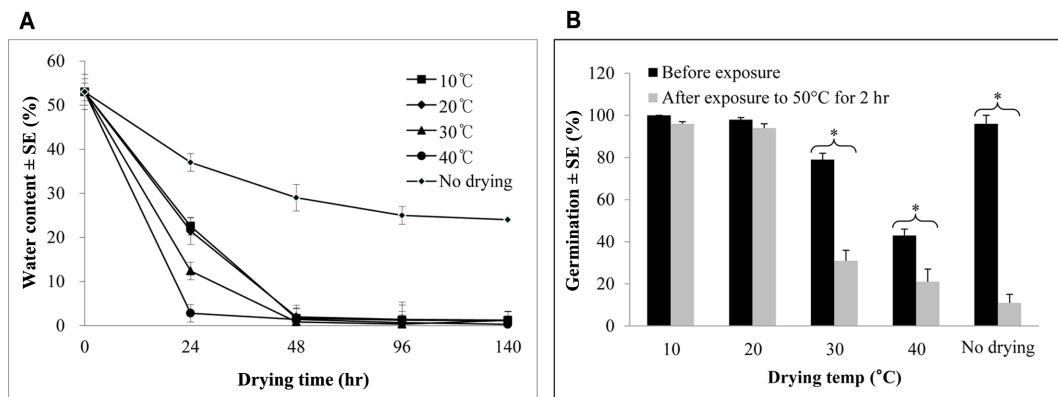 A
Water content ± SE (%)
60
50
40
30
20
10
0
0 24 48 96 140
Drying time (hr)
10℃
20℃
30℃
40℃
No drying
B
Germination ± SE (%)
120
100
80
60
40
20
0
Before exposure
After exposure to 50°C for 2 hr
*
*
*
10 20 30 40 No drying
Drying temp (°C)